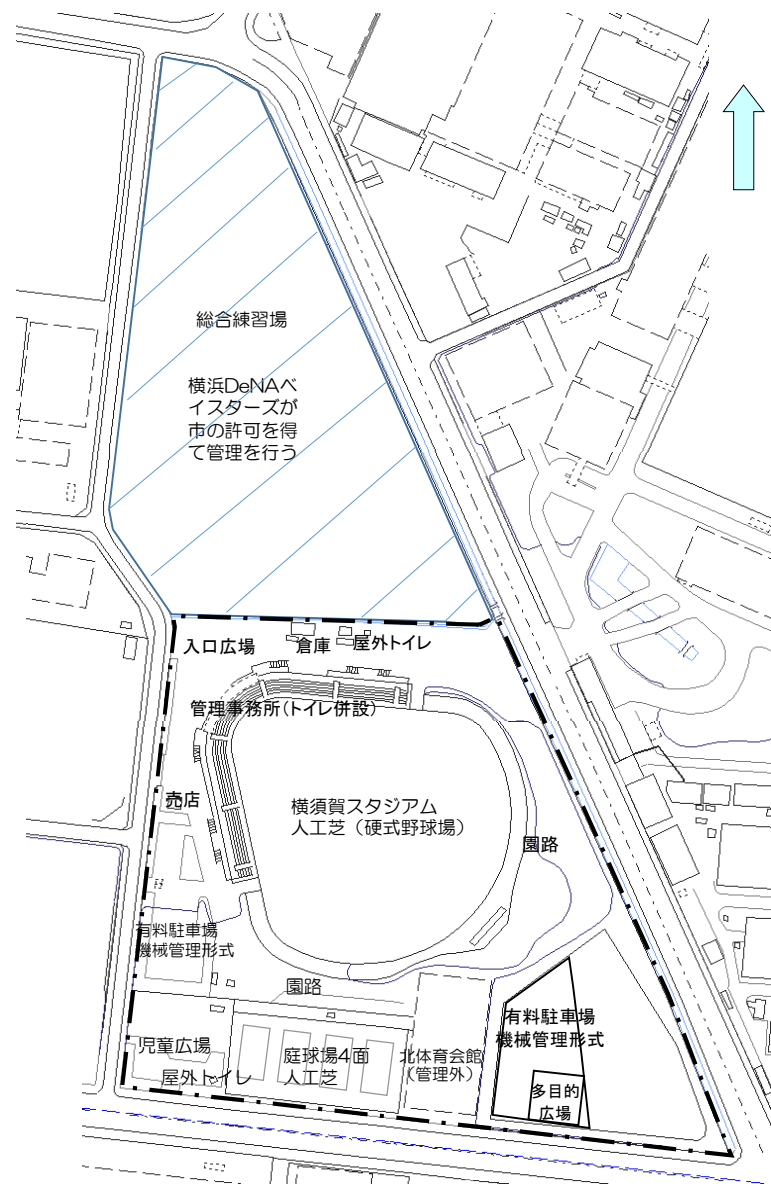 総合練習場
横浜DeNAベ
イスターズが
市の許可を得
て管理を行う
入口広場
倉庫
屋外トイレ
管理事務所(トイレ併設)
売店
横須賀スタジアム
人工芝（硬式野球場）
園路
有料駐車場
機械管理形式
園路
有料駐車場
機械管理形式
児童広場
庭球場4面
人工芝
北体育会館
（管理外）
屋外トイレ
多目的
広場